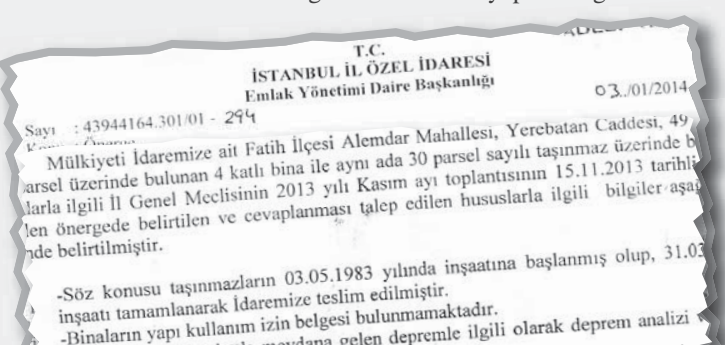 T.C.
İSTANBUL İL ÖZEL İDARESİ
Emlak Yönetimi Daire Başkanlığı
03./01/2014
Sayı : 43944164.301/01 - 294
Mülkiyeti İdaremize ait Fatih İlçesi Alemdar Mahallesi, Yerebatan Caddesi, 49
arsel üzerinde bulunan 4 katlı bina ile aynı ada 30 parsel sayılı taşınmaz üzerinde b
larla ilgili İl Genel Meclisinin 2013 yılı Kasım ayı toplantısının 15.11.2013 tarihli
len önergede belirtilen ve cevaplanması talep edilen hususlarla ilgili bilgiler aşağ
nde belirtilmiştir.
-Söz konusu taşınmazların 03.05.1983 yılında inşaatına başlanmış olup, 31.03
inşaatı tamamlanarak İdaremize teslim edilmiştir.
-Binaların yapı kullanım izin belgesi bulunmamaktadır.
meydana gelen depremle ilgili olarak deprem analizi